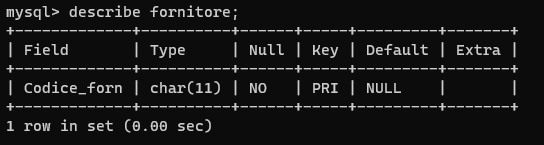 mysql> describe fornitore;
+-------------+----------+------+-----+---------+-------+
| Field       | Type     | Null | Key | Default | Extra |
+-------------+----------+------+-----+---------+-------+
| Codice_forn | char(11) | NO   | PRI | NULL    |       |
+-------------+----------+------+-----+---------+-------+
1 row in set (0.00 sec)